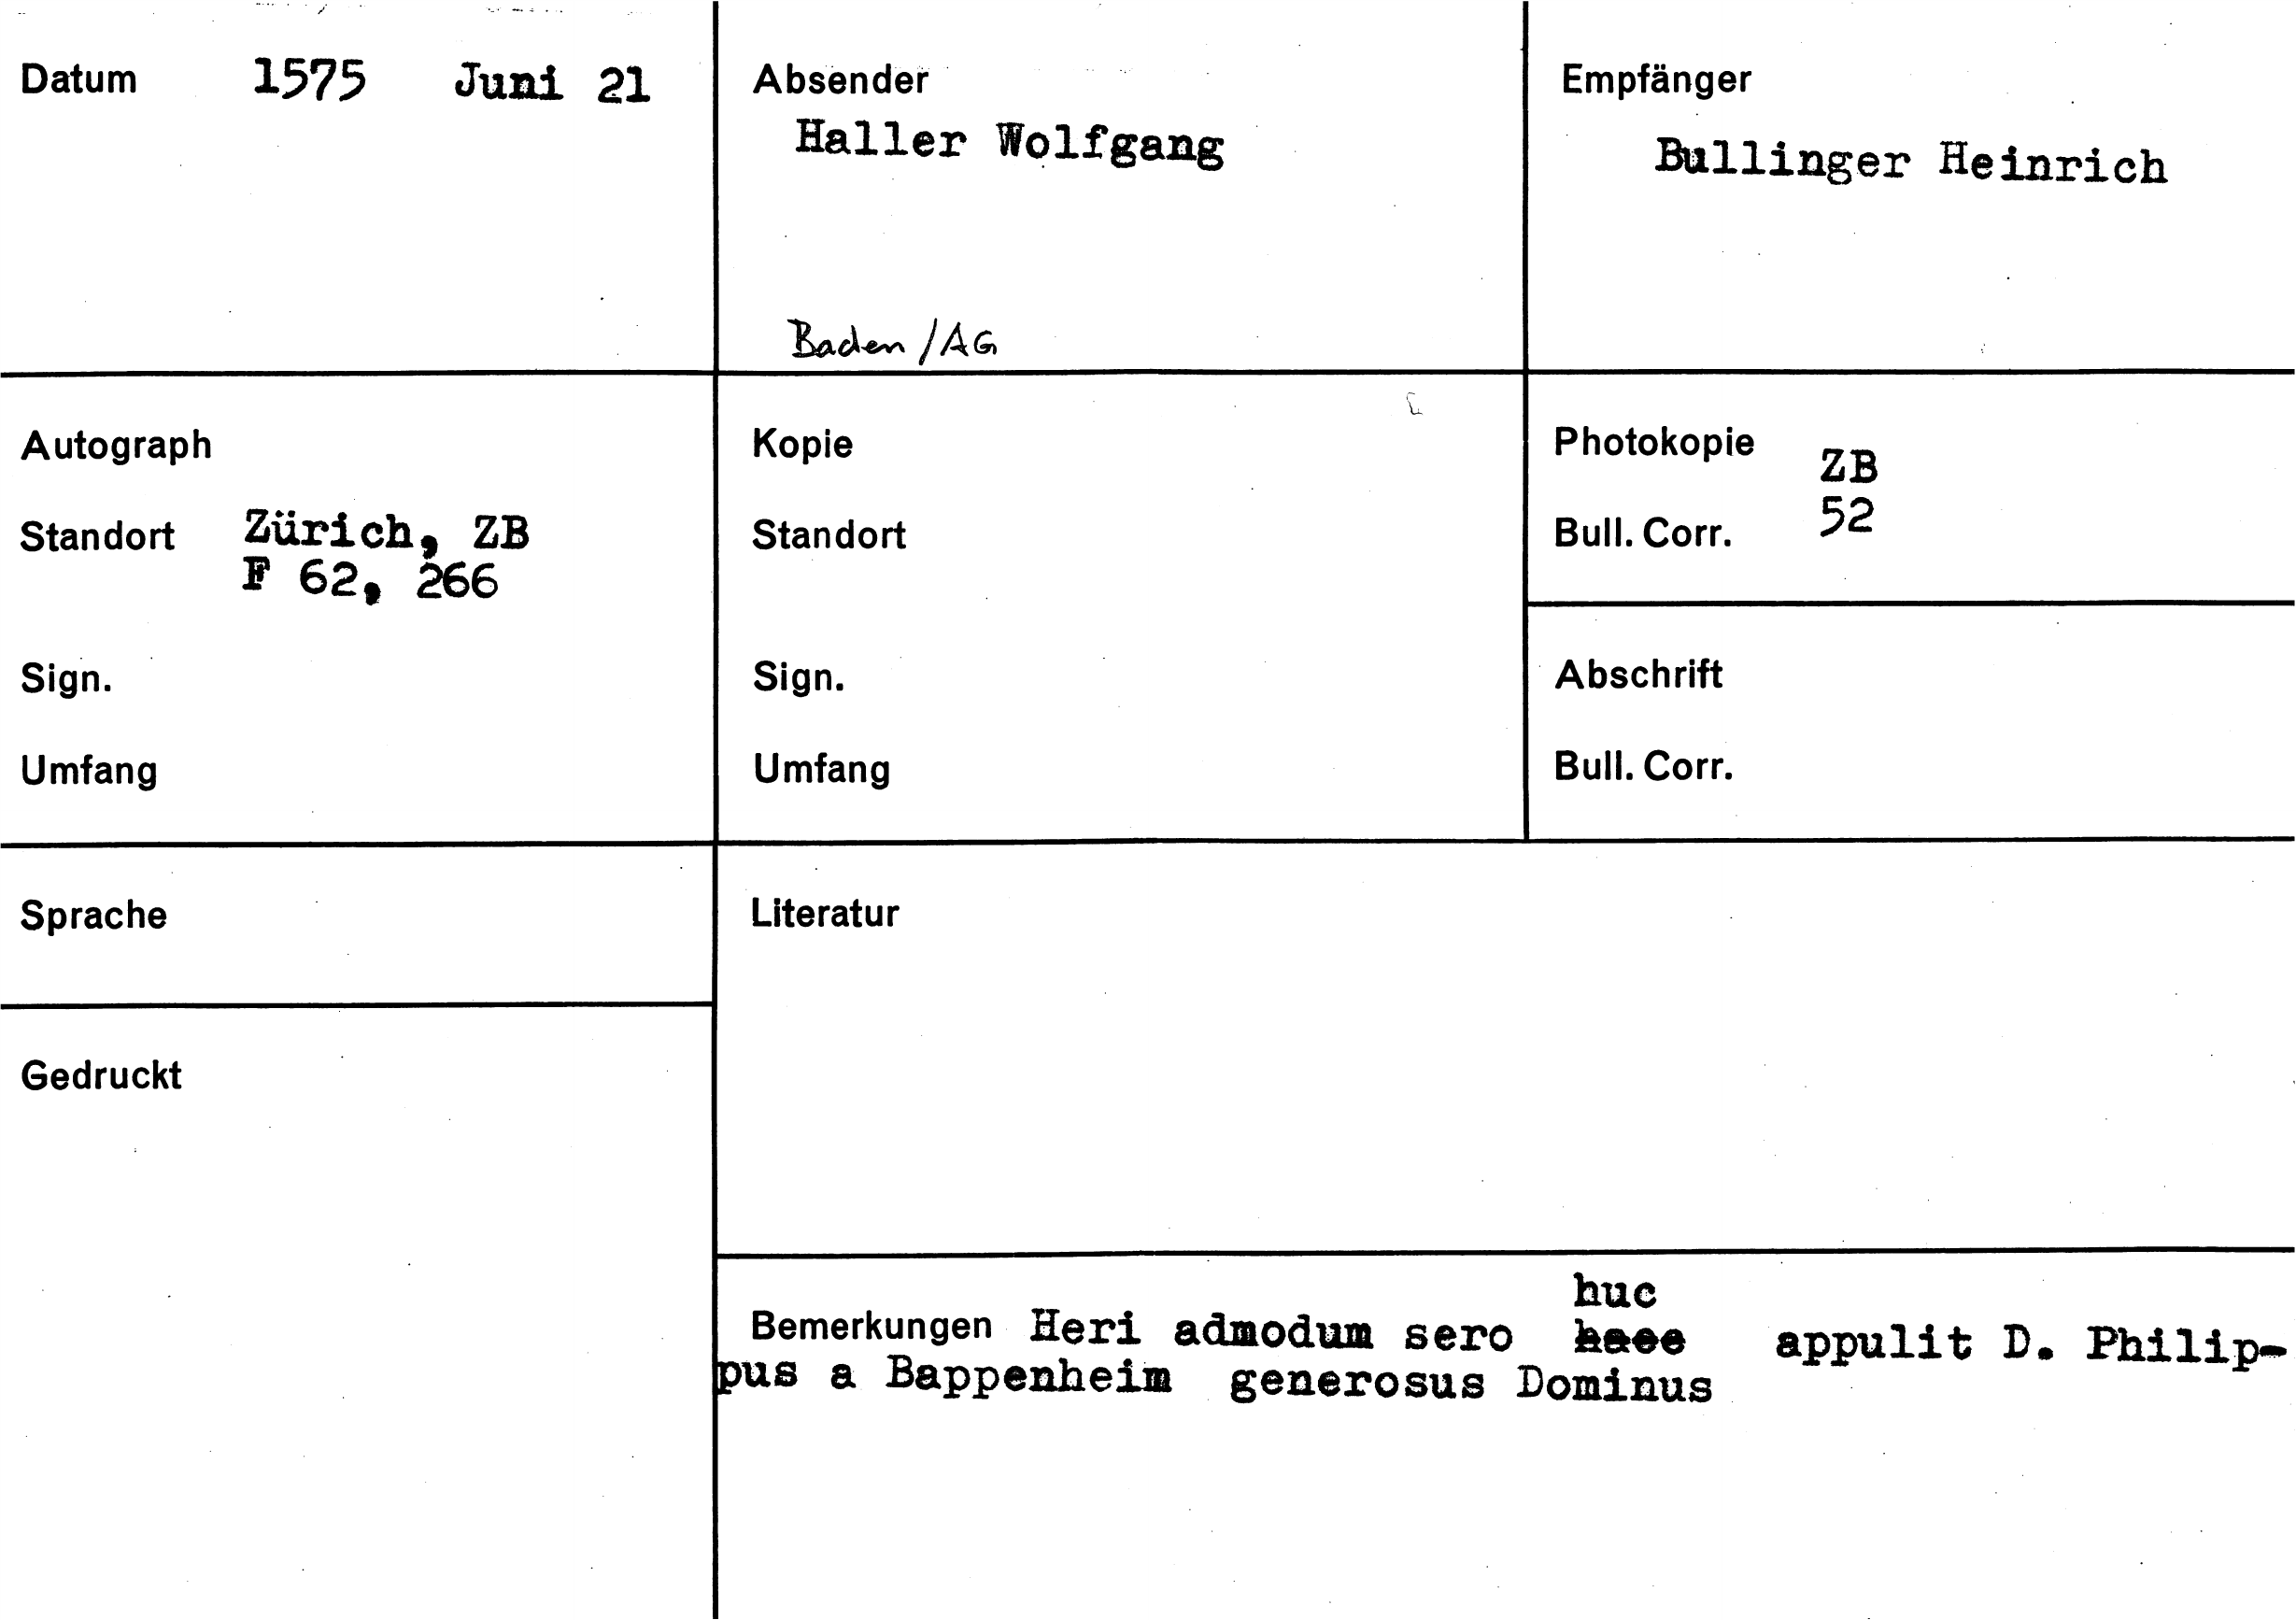 Datum 1575 Juni 21
Absender
Haller Wolfgang
Baden/AG
Empfänger
Bullinger Heinrich
Autograph
Standort Zürich, ZB
F 62, 266
Sign.
Umfang
Kopie
Standort
Sign.
Umfang
Photokopie ZB
Bull. Corr. 52
Abschrift
Bull. Corr.
Sprache
Literatur
Gedruckt
huc
Bemerkungen Heri admodum sero appulit D. Philip-
pus a Bappenheim generosus Dominus